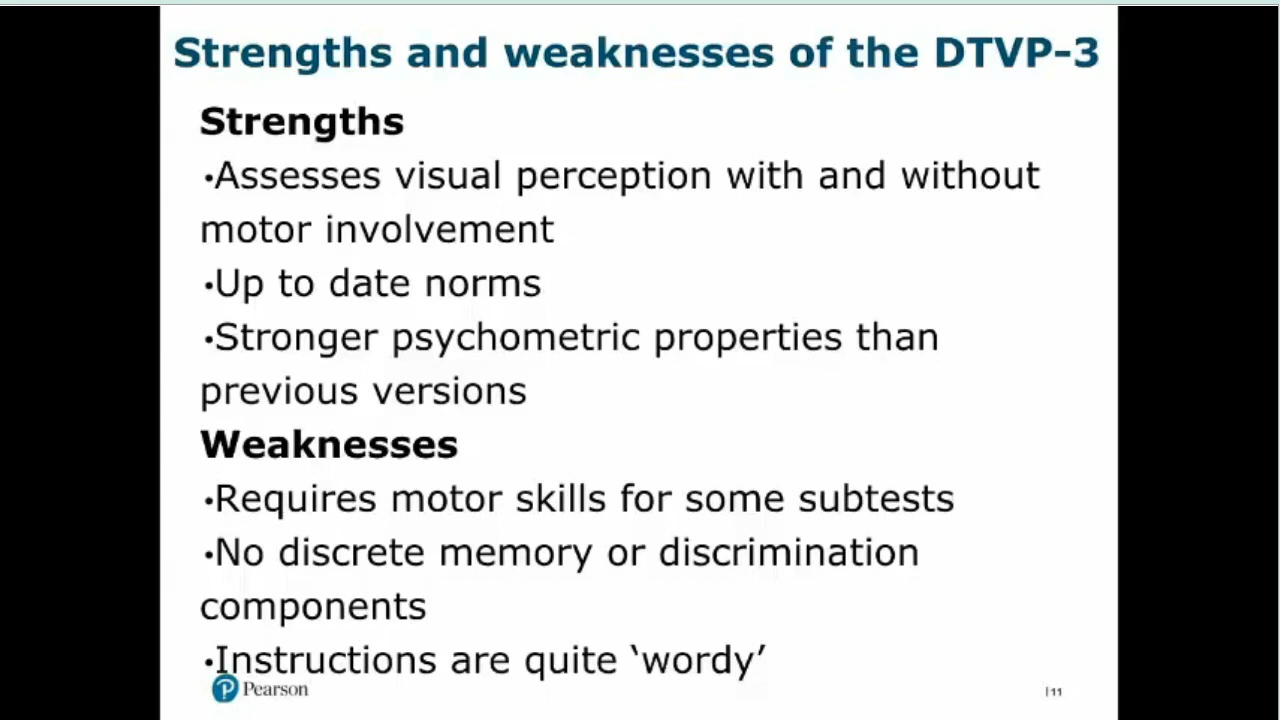 Strengths and weaknesses of the DTVP-3
Strengths
•Assesses visual perception with and without
motor involvement
•Up to date norms
•Stronger psychometric properties than
previous versions
Weaknesses
•Requires motor skills for some subtests
•No discrete memory or discrimination
components
•Instructions are quite ‘wordy’
P Pearson
| 11